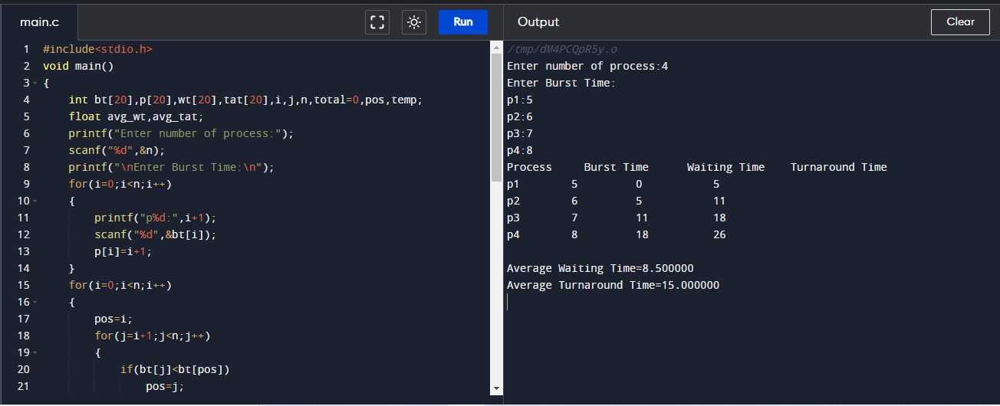 main.c
Run
Output
Clear
1 #include<stdio.h>
2 void main()
3 {
4 int bt[20],p[20],wt[20],tat[20],i,j,n,total=0,pos,temp;
5 float avg_wt,avg_tat;
6 printf("Enter number of process:");
7 scanf("%d",&n);
8 printf("\nEnter Burst Time:\n");
9 for(i=0;i<n;i++)
10 {
11 printf("p%d:",i+1);
12 scanf("%d",&bt[i]);
13 p[i]=i+1;
14 }
15 for(i=0;i<n;i++)
16 {
17 pos=i;
18 for(j=i+1;j<n;j++)
19 {
20 if(bt[j]<bt[pos])
21 pos=j;
/tmp/dM4PCQpR5y.o
Enter number of process:4
Enter Burst Time:
p1:5
p2:6
p3:7
p4:8
Process Burst Time Waiting Time Turnaround Time
p1 5 0 5
p2 6 5 11
p3 7 11 18
p4 8 18 26
Average Waiting Time=8.500000
Average Turnaround Time=15.000000